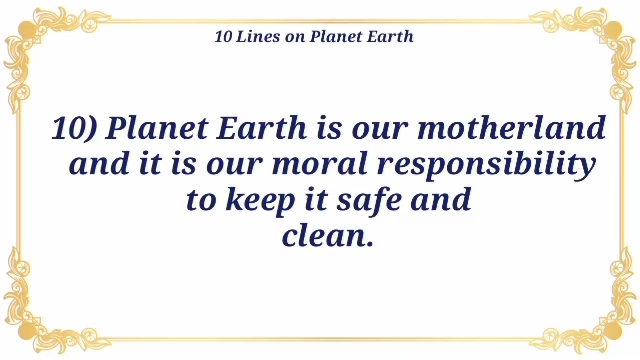 10 Lines on Planet Earth
10) Planet Earth is our motherland
and it is our moral responsibility
to keep it safe and
clean.